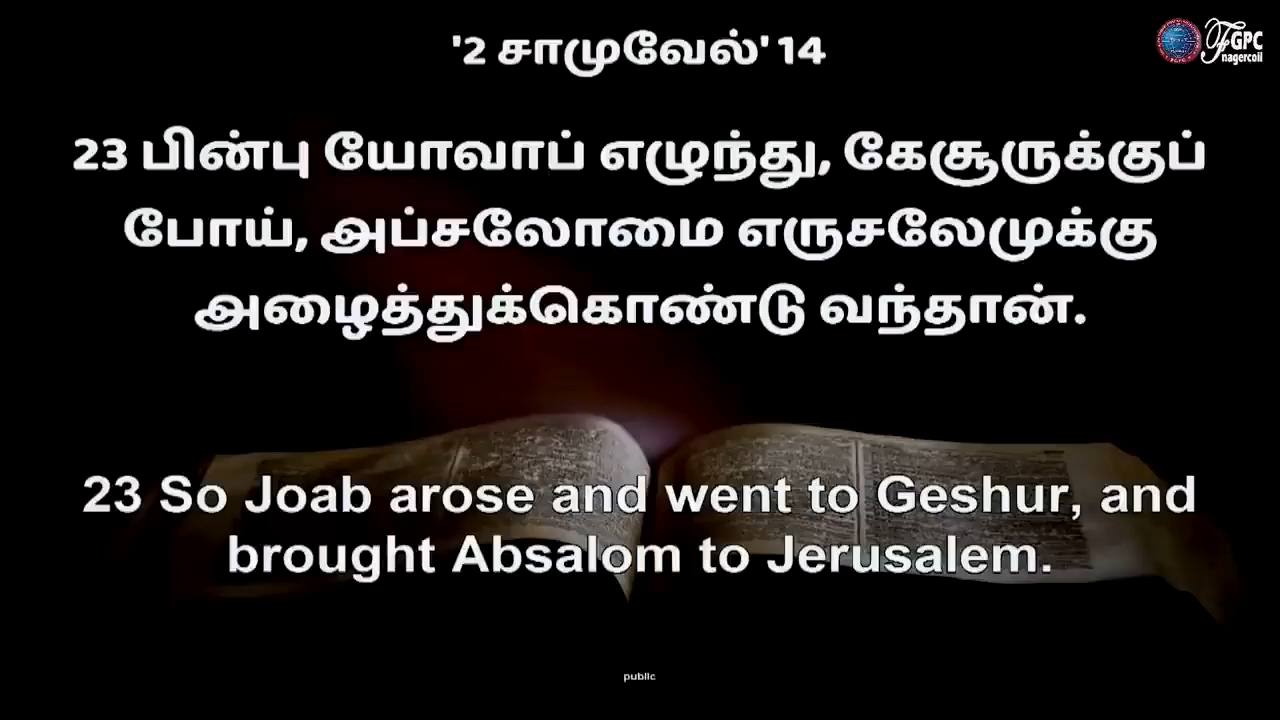 '2 சாமுவேல்' 14
FGPC
nagercoil
23 பின்பு யோவாப் எழுந்து, கேசூருக்குப்
போய், அப்சலோமை எருசலேமுக்கு
அழைத்துக்கொண்டு வந்தான்.
23 So Joab arose and went to Geshur, and
brought Absalom to Jerusalem.
public